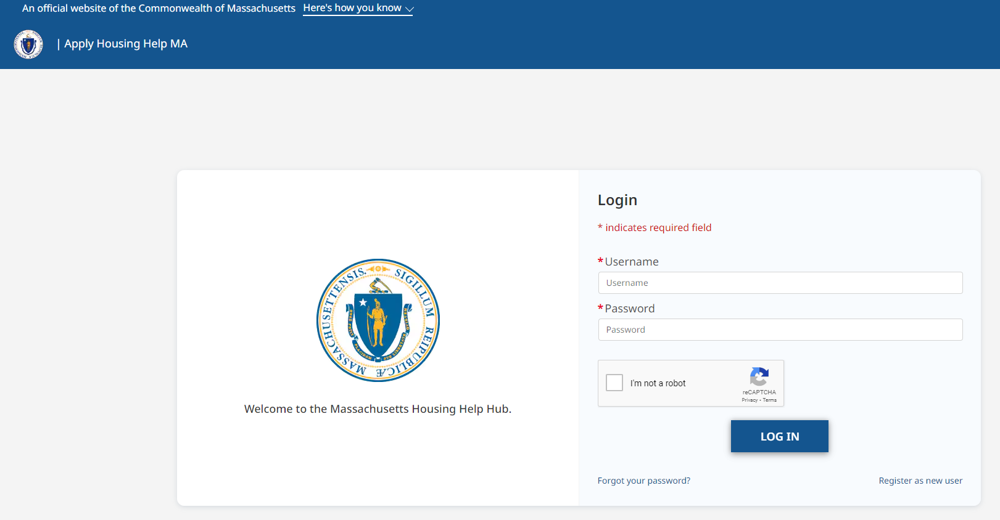 An official website of the Commonwealth of Massachusetts Here's how you know
| Apply Housing Help MA
MASSACHUSETTENSIS. SIGILLUM REIPUBLICÆ
Welcome to the Massachusetts Housing Help Hub.
Login
* indicates required field
*Username
Username
*Password
Password
I'm not a robot
reCAPTCHA
Privacy - Terms
LOG IN
Forgot your password?
Register as new user